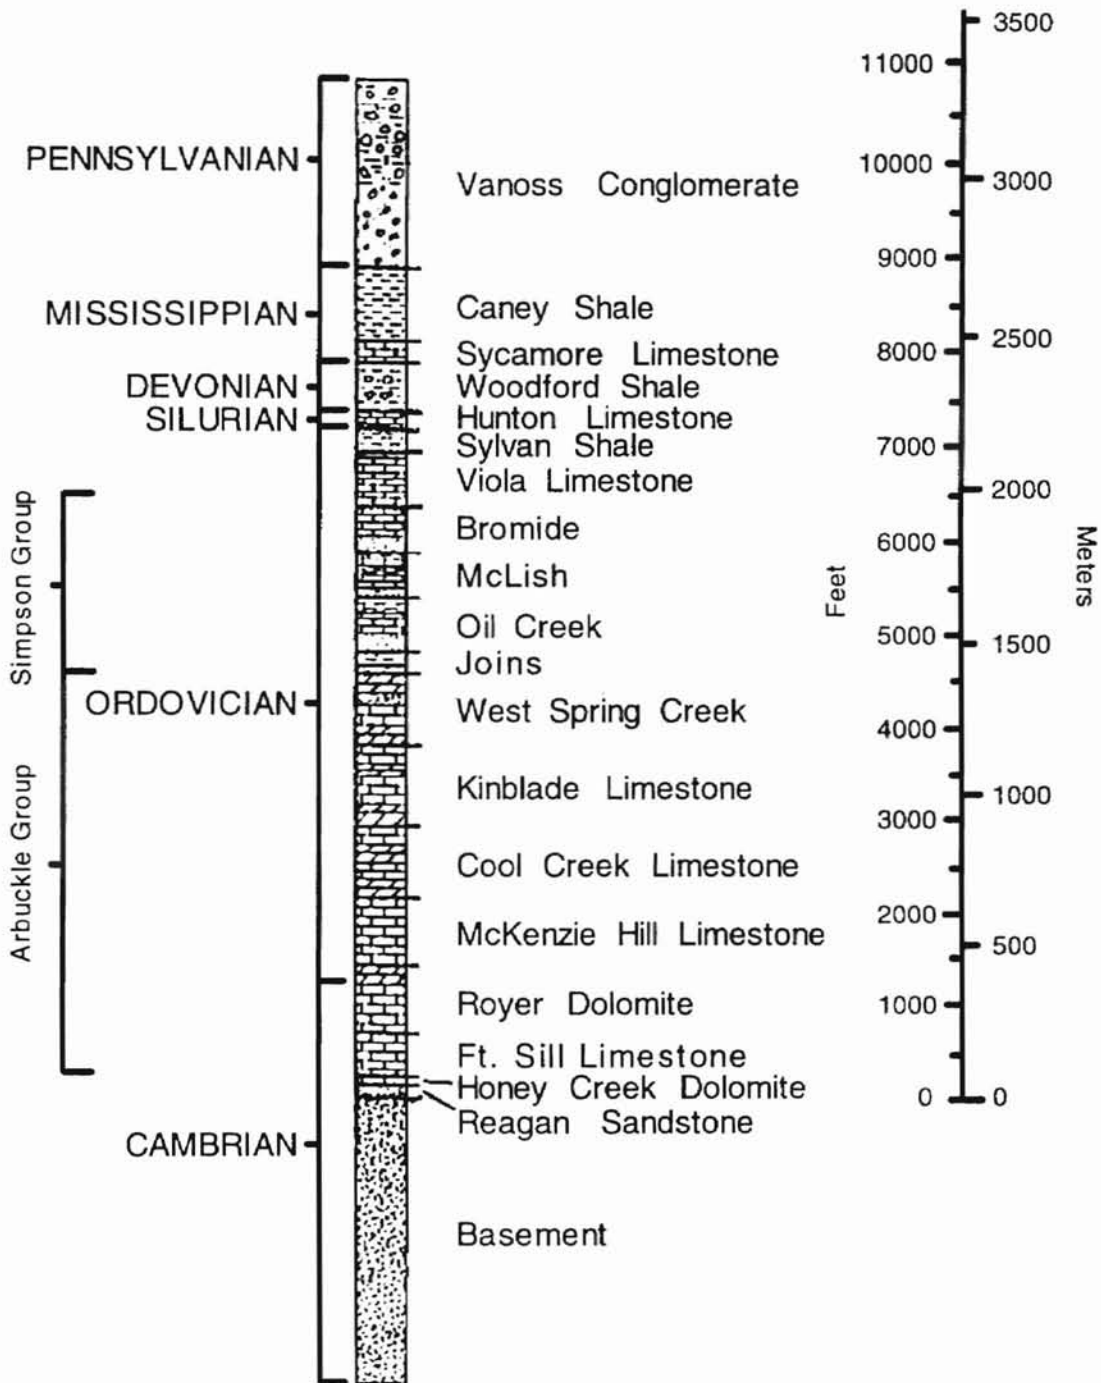 PENNSYLVANIAN
MISSISSIPPIAN
DEVONIAN
SILURIAN
ORDOVICIAN
CAMBRIAN
Simpson Group
Arbuckle Group
Vanoss Conglomerate
Caney Shale
Sycamore Limestone
Woodford Shale
Hunton Limestone
Sylvan Shale
Viola Limestone
Bromide
McLish
Oil Creek
Joins
West Spring Creek
Kinblade Limestone
Cool Creek Limestone
McKenzie Hill Limestone
Royer Dolomite
Ft. Sill Limestone
Honey Creek Dolomite
Reagan Sandstone
Basement
Feet
11000
10000
9000
8000
7000
6000
5000
4000
3000
2000
1000
0
Meters
3500
3000
2500
2000
1500
1000
500
0